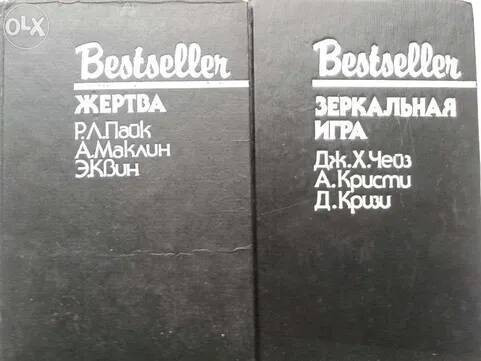 OLX
Bestseller
ЖЕРТВА
Р.Л.Пайк
А.Маклин
Э.Квин
Bestseller
ЗЕРКАЛЬНАЯ
ИГРА
Дж.Х.Чейз
А.Кристи
Д.Кризи